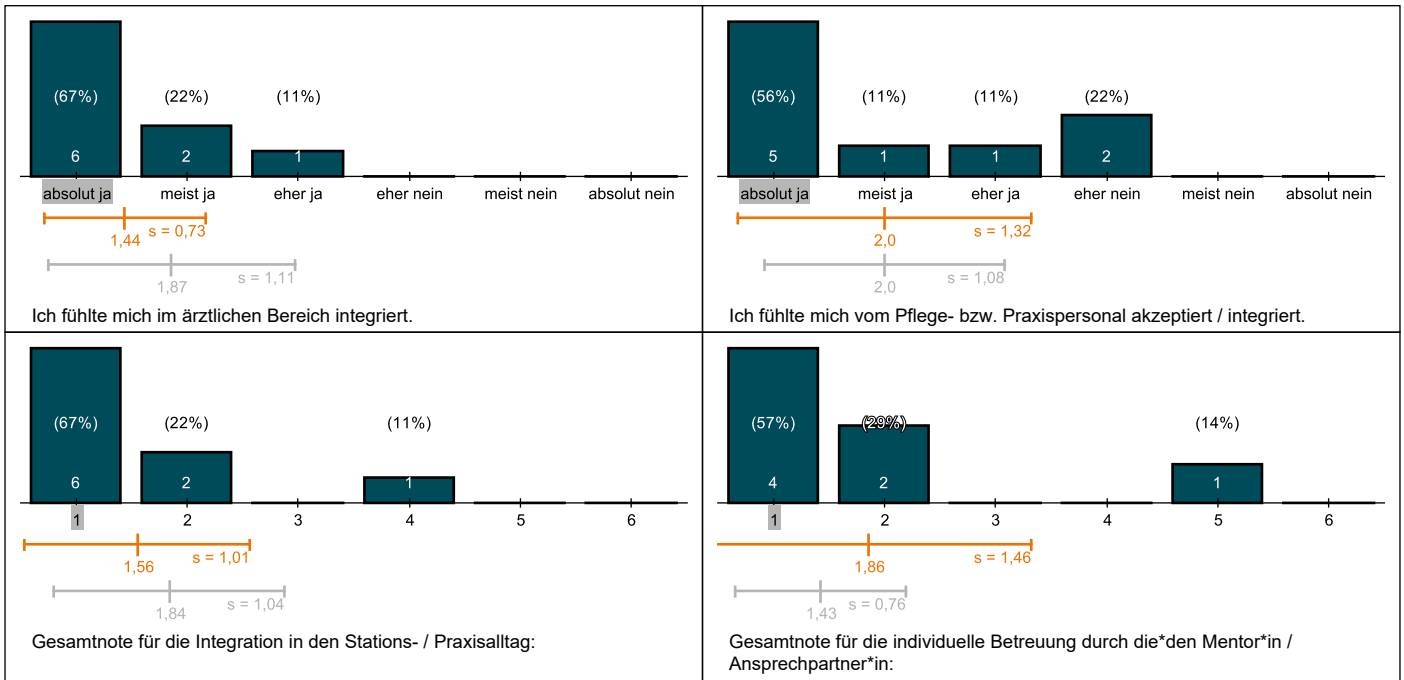 (67%) (22%) (11%)
6 2 1
absolut ja meist ja eher ja eher nein meist nein absolut nein
s = 0,73
1,44
s = 1,11
1,87
Ich fühlte mich im ärztlichen Bereich integriert.
(56%) (11%) (11%) (22%)
5 1 1 2
absolut ja meist ja eher ja eher nein meist nein absolut nein
s = 1,32
2,0
s = 1,08
2,0
Ich fühlte mich vom Pflege- bzw. Praxispersonal akzeptiert / integriert.
(67%) (22%) (11%)
6 2 1
1 2 3 4 5 6
s = 1,01
1,56
s = 1,04
1,84
Gesamtnote für die Integration in den Stations- / Praxisalltag:
(57%) (29%) (14%)
4 2 1
1 2 3 4 5 6
s = 1,46
1,86
s = 0,76
1,43
Gesamtnote für die individuelle Betreuung durch die*den Mentor*in /
Ansprechpartner*in: